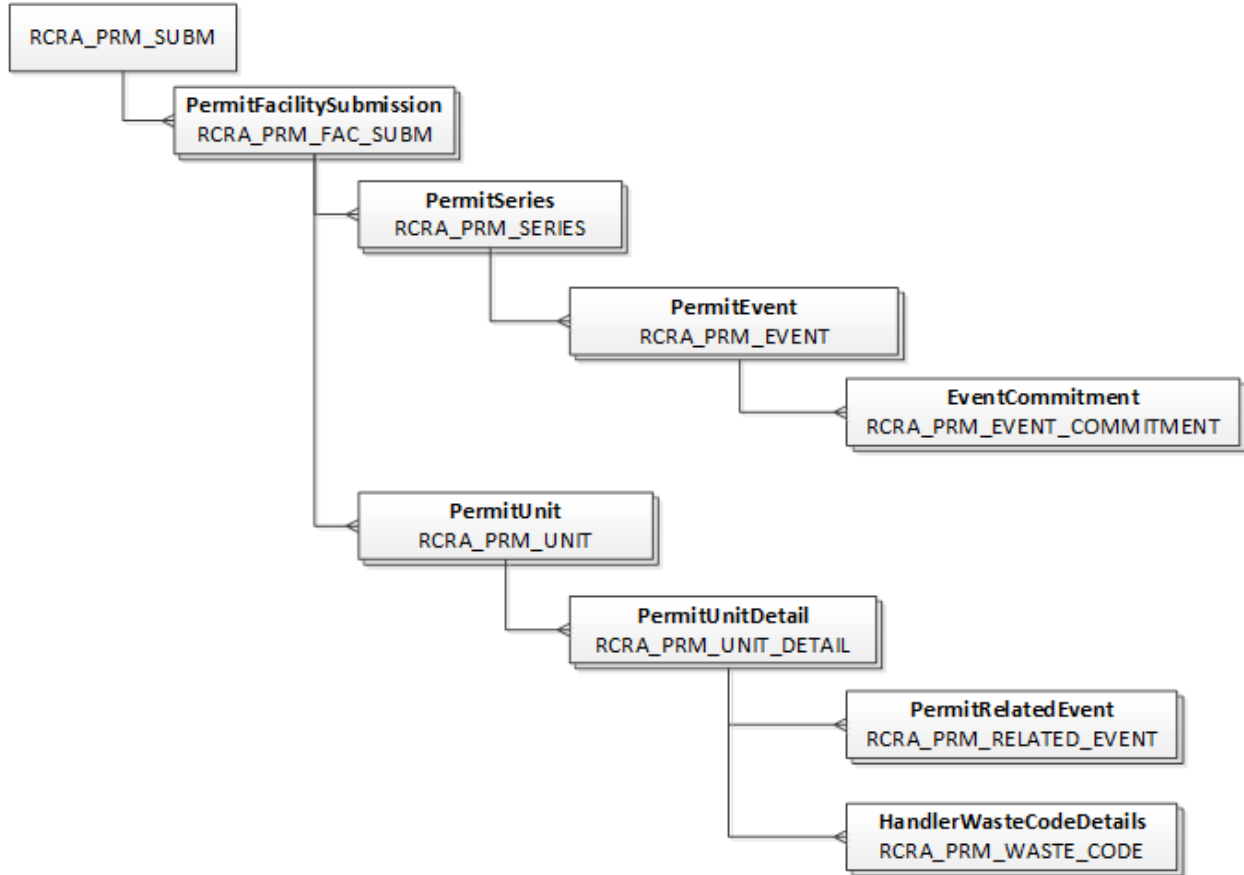 RCRA_PRM_SUBM
PermitFacilitySubmission
RCRA_PRM_FAC_SUBM
PermitSeries
RCRA_PRM_SERIES
PermitEvent
RCRA_PRM_EVENT
EventCommitment
RCRA_PRM_EVENT_COMMITMENT
PermitUnit
RCRA_PRM_UNIT
PermitUnitDetail
RCRA_PRM_UNIT_DETAIL
PermitRelatedEvent
RCRA_PRM_RELATED_EVENT
HandlerWasteCodeDetails
RCRA_PRM_WASTE_CODE